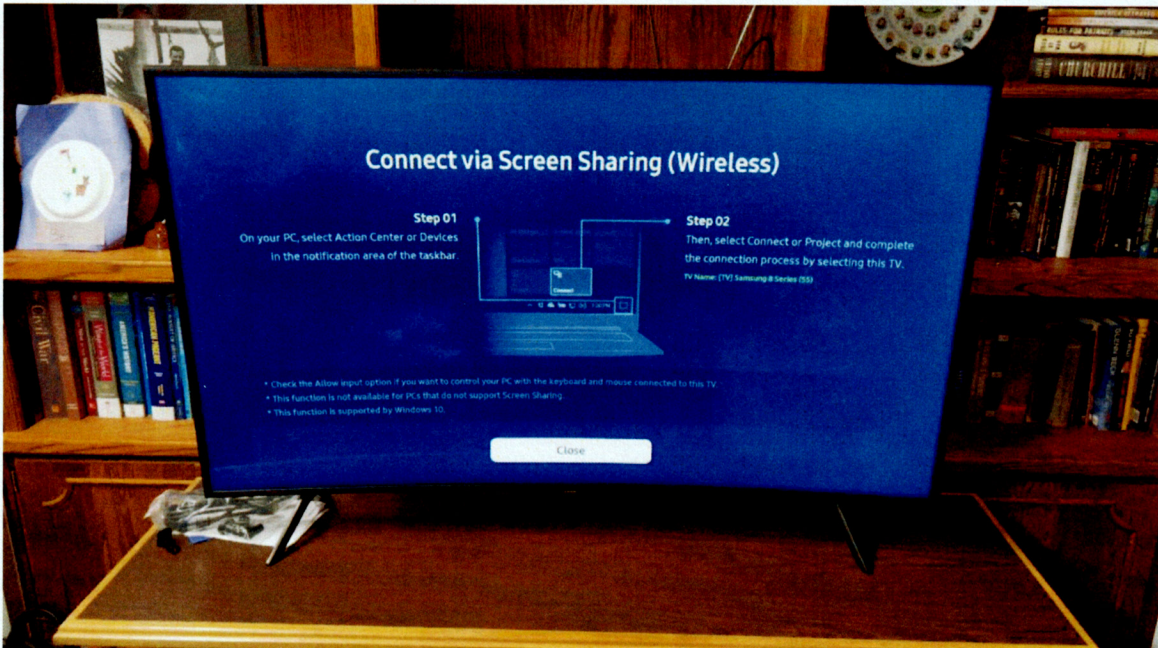 Connect via Screen Sharing (Wireless)
Step 01
On your PC, select Action Center or Devices
in the notification area of the taskbar.
Step 02
Then, select Connect or Project and complete
the connection process by selecting this TV.
TV Name: [TV] Samsung 8 Series (55)
Connect
* Check the Allow input option if you want to control your PC with the keyboard and mouse connected to this TV.
* This function is not available for PCs that do not support Screen Sharing.
* This function is supported by Windows 10.
Close
Civil War
CHURCHILL
GLENN BECK